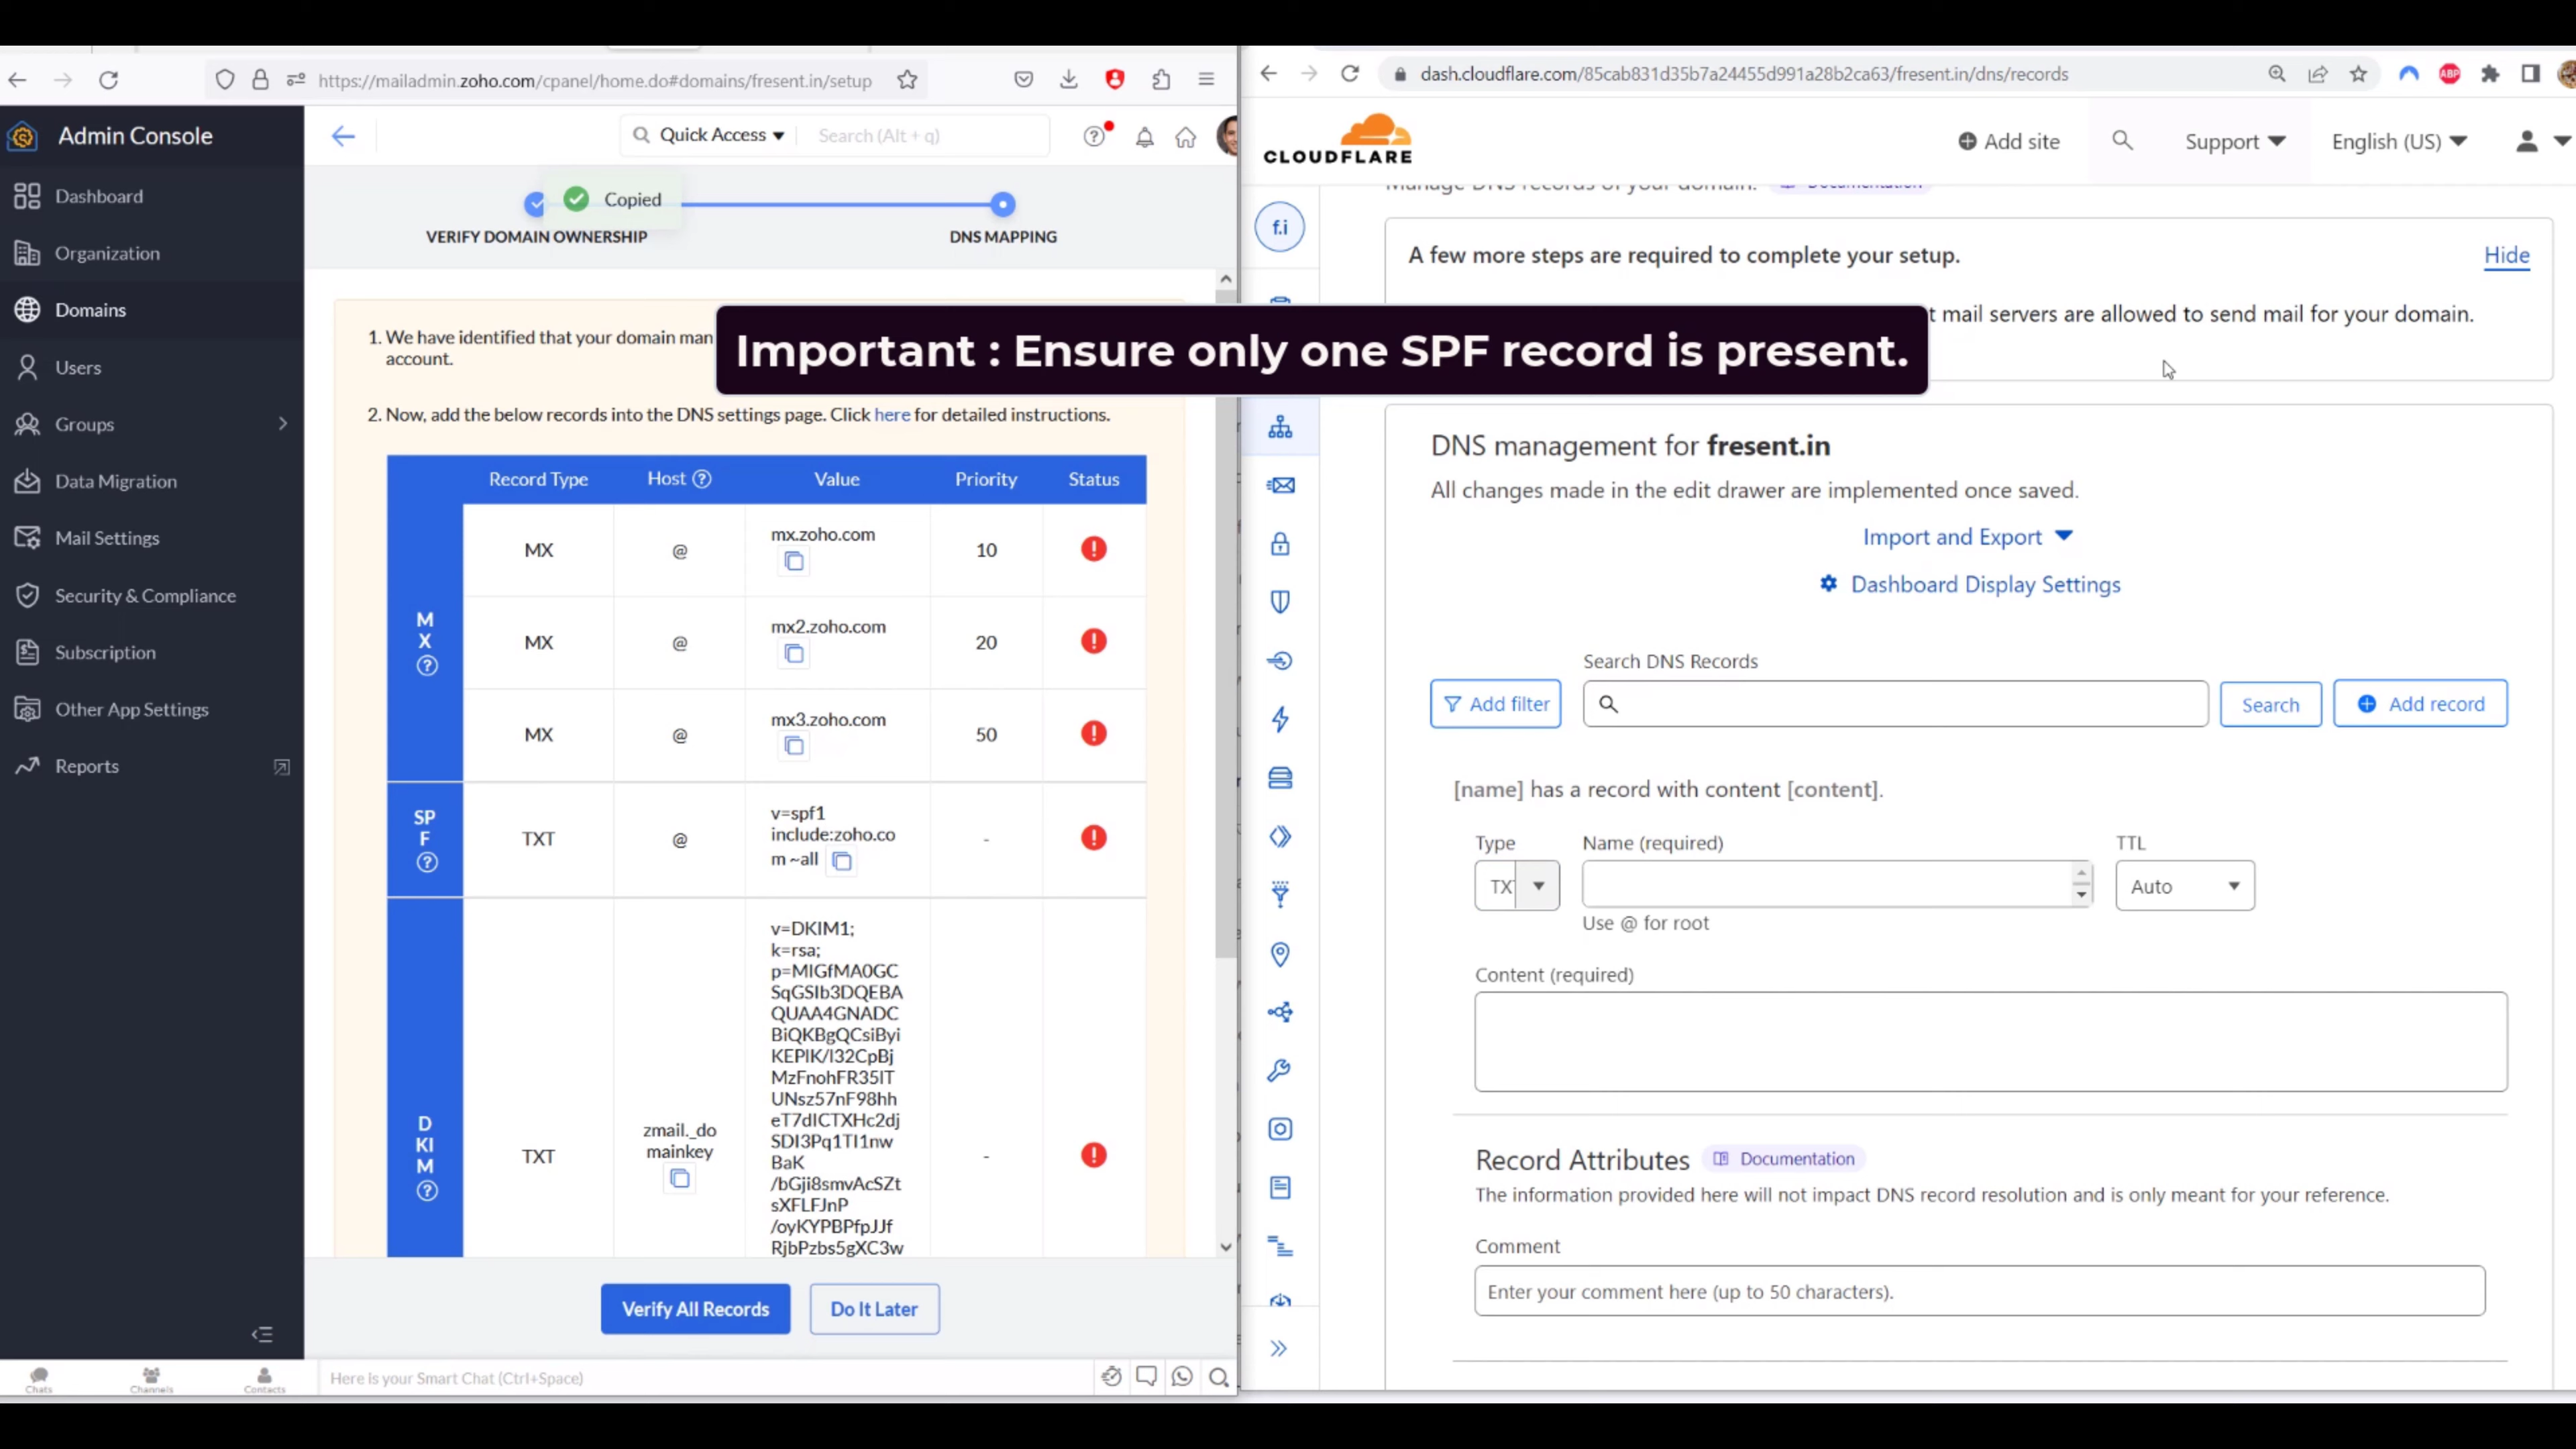 https://mailadmin.zoho.com/cpanel/home.do#domains/fresent.in/setup
Admin Console
Dashboard
Organization
Domains
Users
Groups
Data Migration
Mail Settings
Security & Compliance
Subscription
Other App Settings
Reports
Chats
Channels
Contacts
Quick Access
Search (Alt + q)
Copied
VERIFY DOMAIN OWNERSHIP
DNS MAPPING
1. We have identified that your domain man
account.
2. Now, add the below records into the DNS settings page. Click here for detailed instructions.
Record Type Host Value Priority Status
MX
MX @ mx.zoho.com 10
MX @ mx2.zoho.com 20
MX @ mx3.zoho.com 50
SPF
TXT @ v=spf1
include:zoho.co
m ~all -
DKIM
TXT
zmail._do
mainkey
v=DKIM1;
k=rsa;
p=MIGfMA0GC
SqGSIb3DQEBA
QUAA4GNADC
BiQKBgQCsiByi
KEPlK/I32CpBj
MzFnohFR35IT
UNsz57nF98hh
eT7dICTXHc2dj
SDI3Pq1TI1nw
BaK
/bGji8smvAcSZt
sXFLFJnP
/oyKYPBPfpJJf
RjbPzbs5gXC3w
-
Verify All Records
Do It Later
Here is your Smart Chat (Ctrl+Space)
Important : Ensure only one SPF record is present.
dash.cloudflare.com/85cab831d35b7a24455d991a28b2ca63/fresent.in/dns/records
ABP
CLOUDFLARE
Add site
Support
English (US)
f.i
Manage DNS records of your domain. Documentation
A few more steps are required to complete your setup.
Hide
t mail servers are allowed to send mail for your domain.
DNS management for fresent.in
All changes made in the edit drawer are implemented once saved.
Import and Export
Dashboard Display Settings
Search DNS Records
Add filter
Search
Add record
[name] has a record with content [content].
Type
Name (required)
TTL
TX
Auto
Use @ for root
Content (required)
Record Attributes Documentation
The information provided here will not impact DNS record resolution and is only meant for your reference.
Comment
Enter your comment here (up to 50 characters).